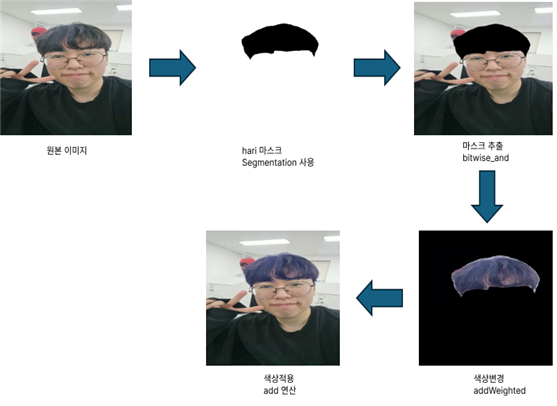 원본 이미지
hari 마스크
Segmentation 사용
마스크 추출
bitwise_and
색상변경
addWeighted
색상적용
add 연산